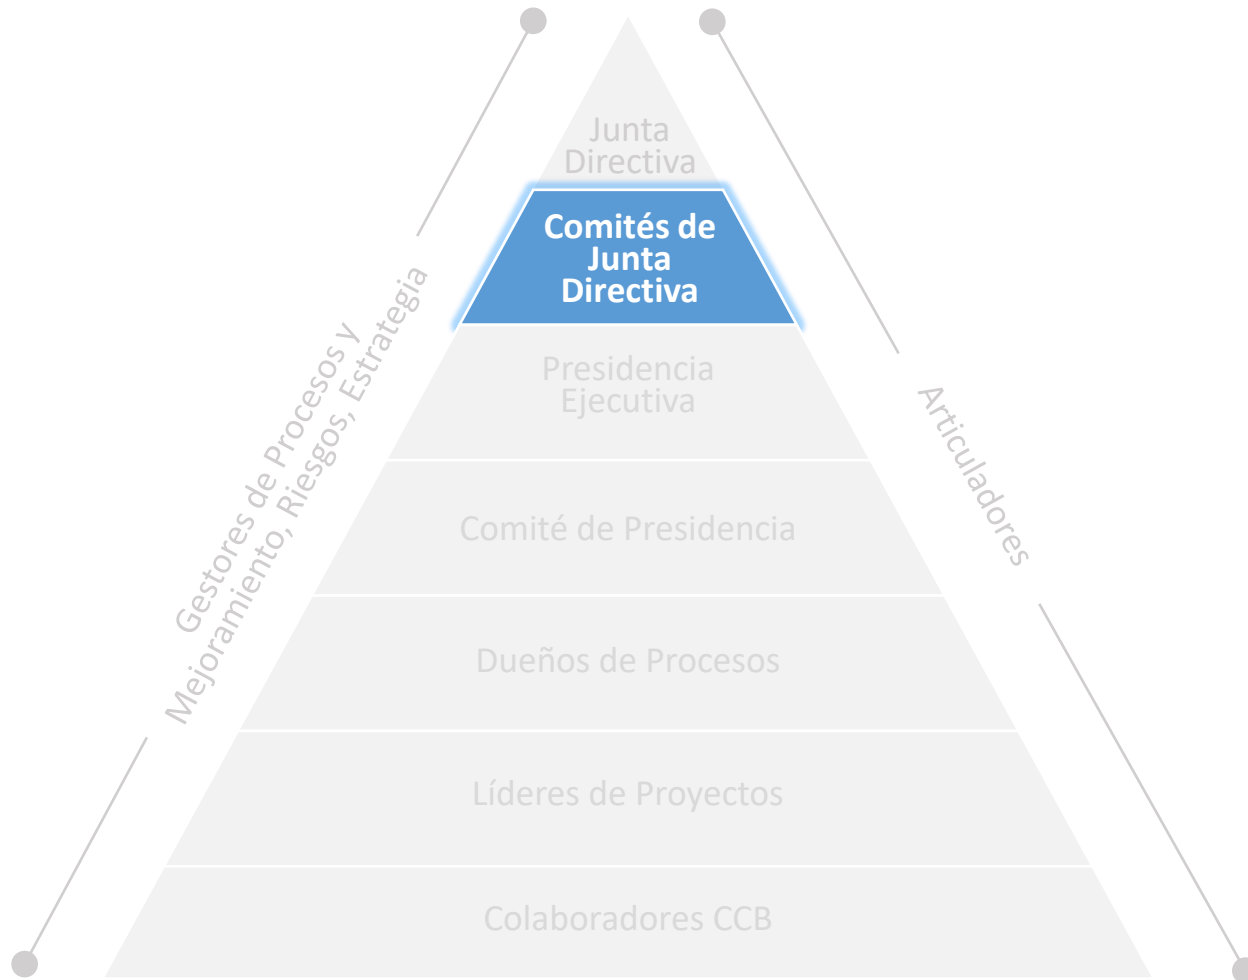 Junta
Directiva
Comités de
Junta
Directiva
Presidencia
Ejecutiva
Comité de Presidencia
Dueños de Procesos
Líderes de Proyectos
Colaboradores CCB
Gestores de Procesos y
Mejoramiento, Riesgos, Estrategia
Articuladores